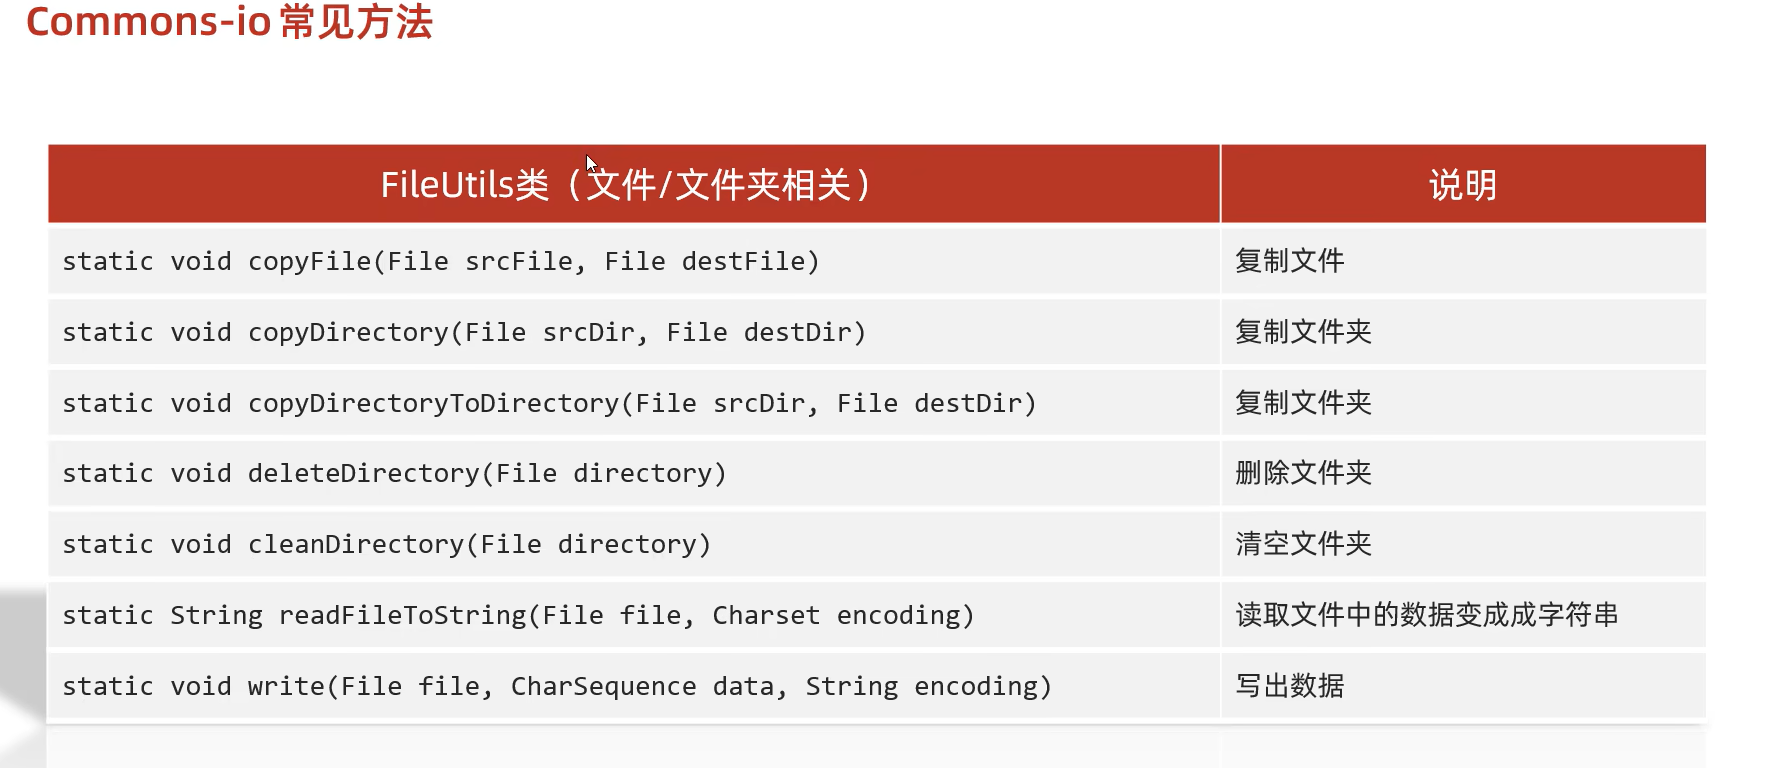 Commons-io常见方法
FileUtils类（文件/文件夹相关） 说明
static void copyFile(File srcFile, File destFile) 复制文件
static void copyDirectory(File srcDir, File destDir) 复制文件夹
static void copyDirectoryToDirectory(File srcDir, File destDir) 复制文件夹
static void deleteDirectory(File directory) 删除文件夹
static void cleanDirectory(File directory) 清空文件夹
static String readFileToString(File file, Charset encoding) 读取文件中的数据变成成字符串
static void write(File file, CharSequence data, String encoding) 写出数据